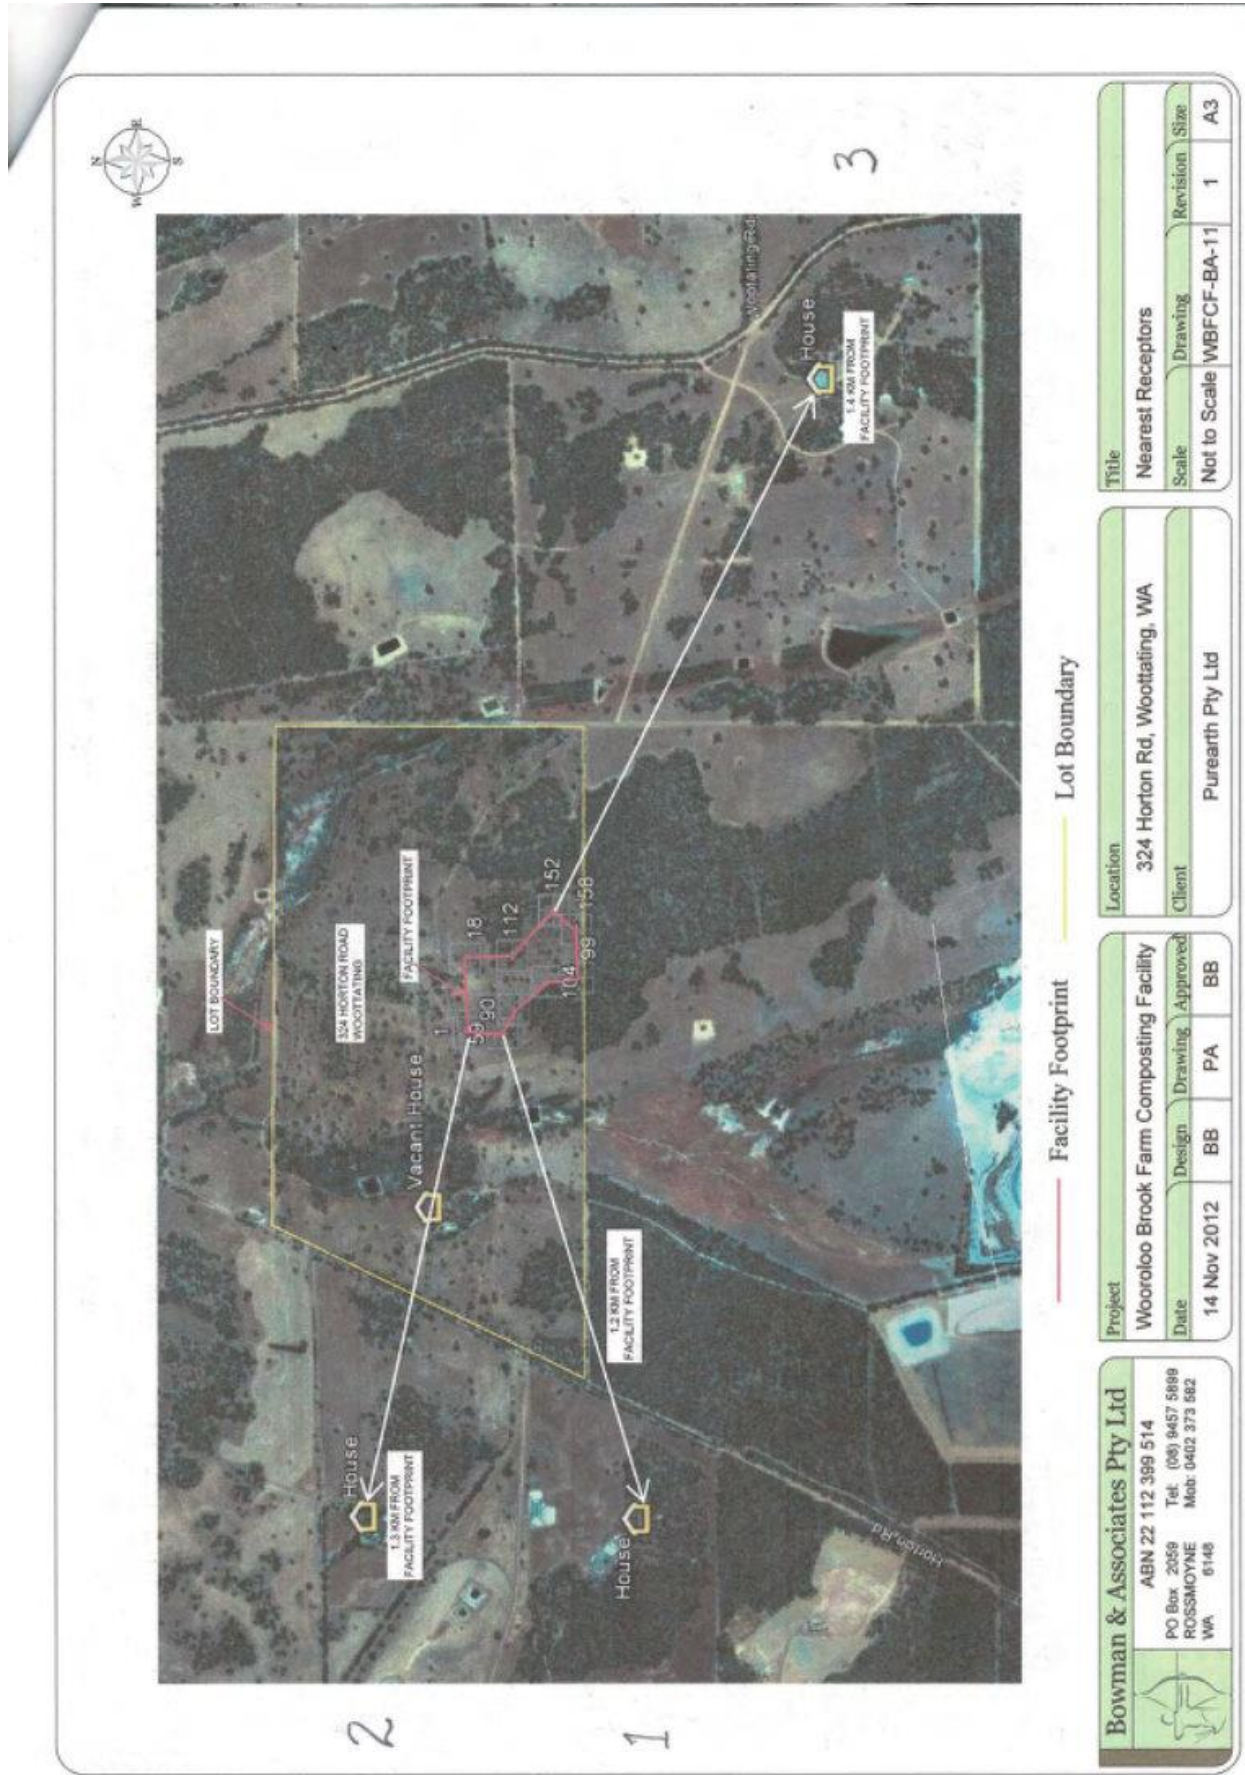 N
W
E
S
3
2
1
LOT BOUNDARY
324 HORTON ROAD
WOOTTATING
FACILITY FOOTPRINT
House
1.3 KM FROM
FACILITY FOOTPRINT
Vacant House
1
18
59
90
112
152
104
99
158
House
1.2 KM FROM
FACILITY FOOTPRINT
Horton Rd
House
1.4 KM FROM
FACILITY FOOTPRINT
Facility Footprint
Lot Boundary
Bowman & Associates Pty Ltd
ABN 22 112 399 514
PO Box 2059 Tel: (08) 9457 5899
ROSSMOYNE Mob: 0402 373 582
WA 6148
Project
Wooroloo Brook Farm Composting Facility
Date Design Drawing Approved
14 Nov 2012 BB PA BB
Location
324 Horton Rd, Woottating, WA
Client
Purearth Pty Ltd
Title
Nearest Receptors
Scale Drawing Revision Size
Not to Scale WBFCF-BA-11 1 A3